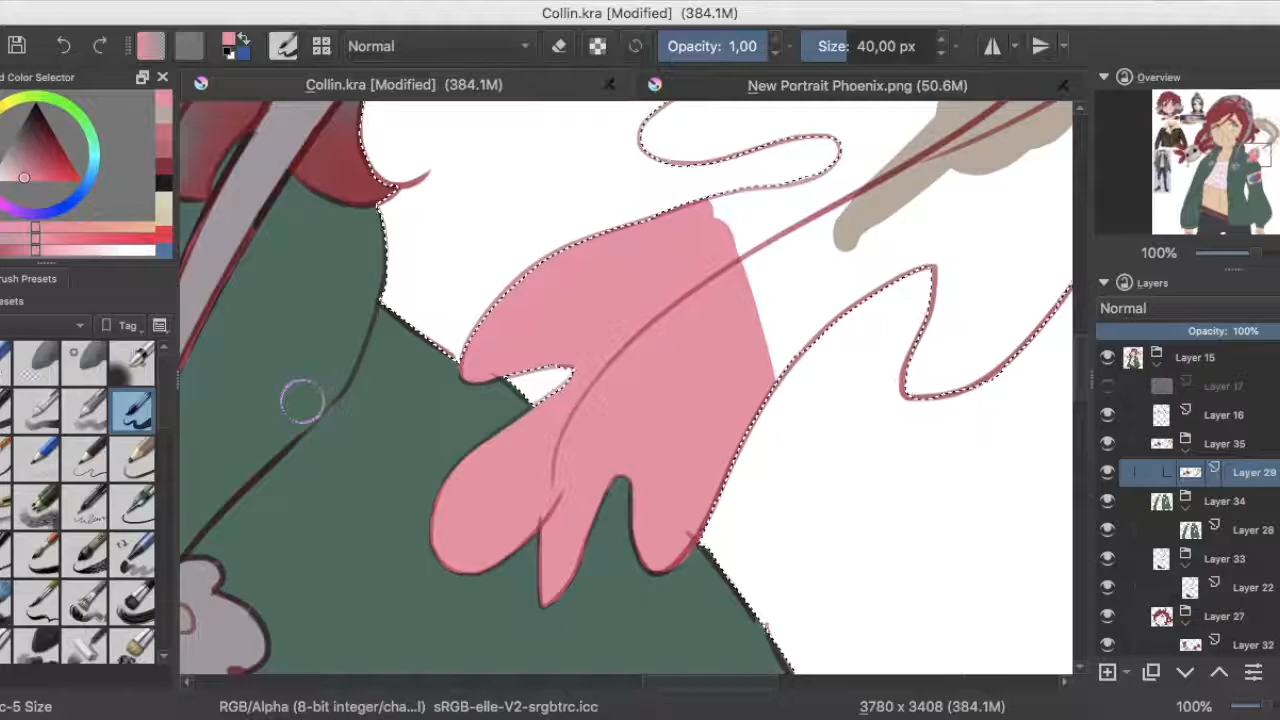 Collin.kra [Modified]  (384.1M)
Normal
Opacity: 1,00
Size: 40,00 px
d Color Selector
Collin.kra [Modified]  (384.1M)
New Portrait Phoenix.png (50.6M)
Overview
100%
rush Presets
esets
Tag
Layers
Normal
Opacity: 100%
Layer 15
Layer 17
Layer 16
Layer 35
Layer 29
Layer 34
Layer 28
Layer 33
Layer 22
Layer 27
Layer 32
c-5 Size
RGB/Alpha (8-bit integer/cha...l)  sRGB-elle-V2-srgbtrc.icc
3780 x 3408 (384.1M)
100%